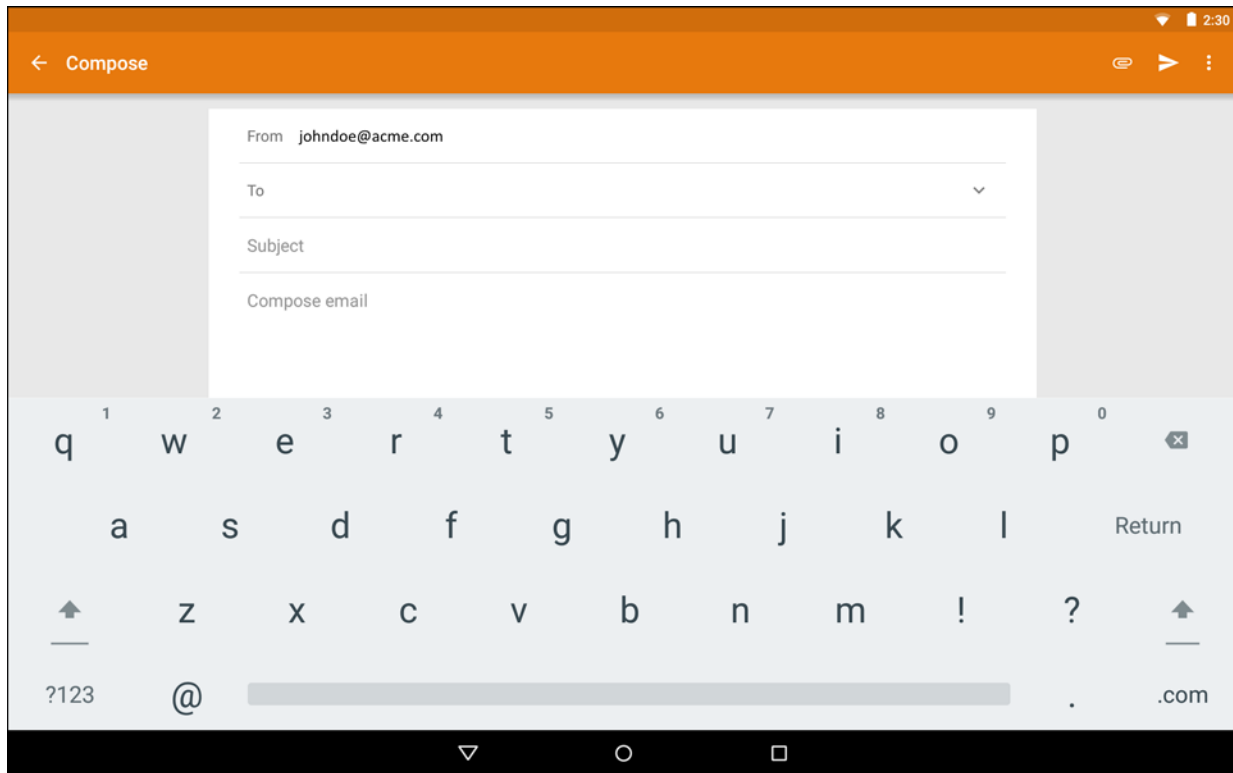 2:30
Compose
From johndoe@acme.com
To
Subject
Compose email
1 2 3 4 5 6 7 8 9 0
q w e r t y u i o p
a s d f g h j k l Return
z x c v b n m ! ?
?123 @ . .com